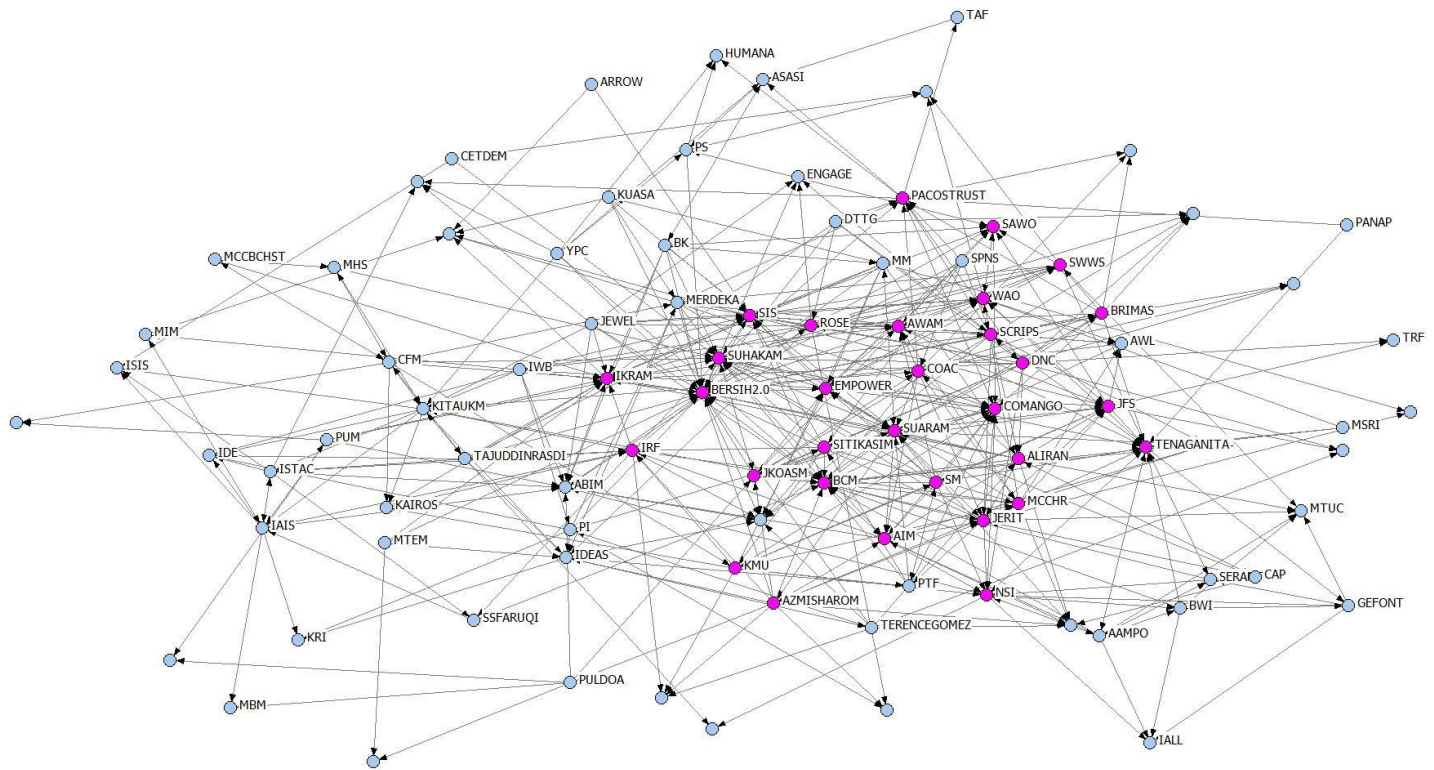 TAF
HUMANA
ASASI
ARROW
PS
CETDEM
ENGAGE
KUASA
PACOSTRUST
DTTG
SAWO
PANAP
BK
YPC
MCCBCHST
MHS
MM
SPNS
SWWS
MERDEKA
WAO
SIS
BRIMAS
JEWEL
ROSE
AWAM
MIM
SCRIPS
AWL
TRF
SUHAKAM
ISIS
CFM
IWB
DNC
COAC
IKRAM
BERSIH2.0
EMPOWER
KITAUKM
COMANGO
JFS
MSRI
SUARAM
PUM
IRF
SITIKASIM
TENAGANITA
IDE
TAJUDDINRASDI
ALIRAN
ISTAC
JKOASM
ABIM
BCM
SM
KAIROS
MCCHR
MTUC
IAIS
PI
JERIT
MTEM
AIM
IDEAS
KMU
CAP
PTF
NSI
AZMISHAROM
BWI
GEFONT
SSFARUQI
TERENCEGOMEZ
AAMPO
KRI
PULDOA
MBM
IALL